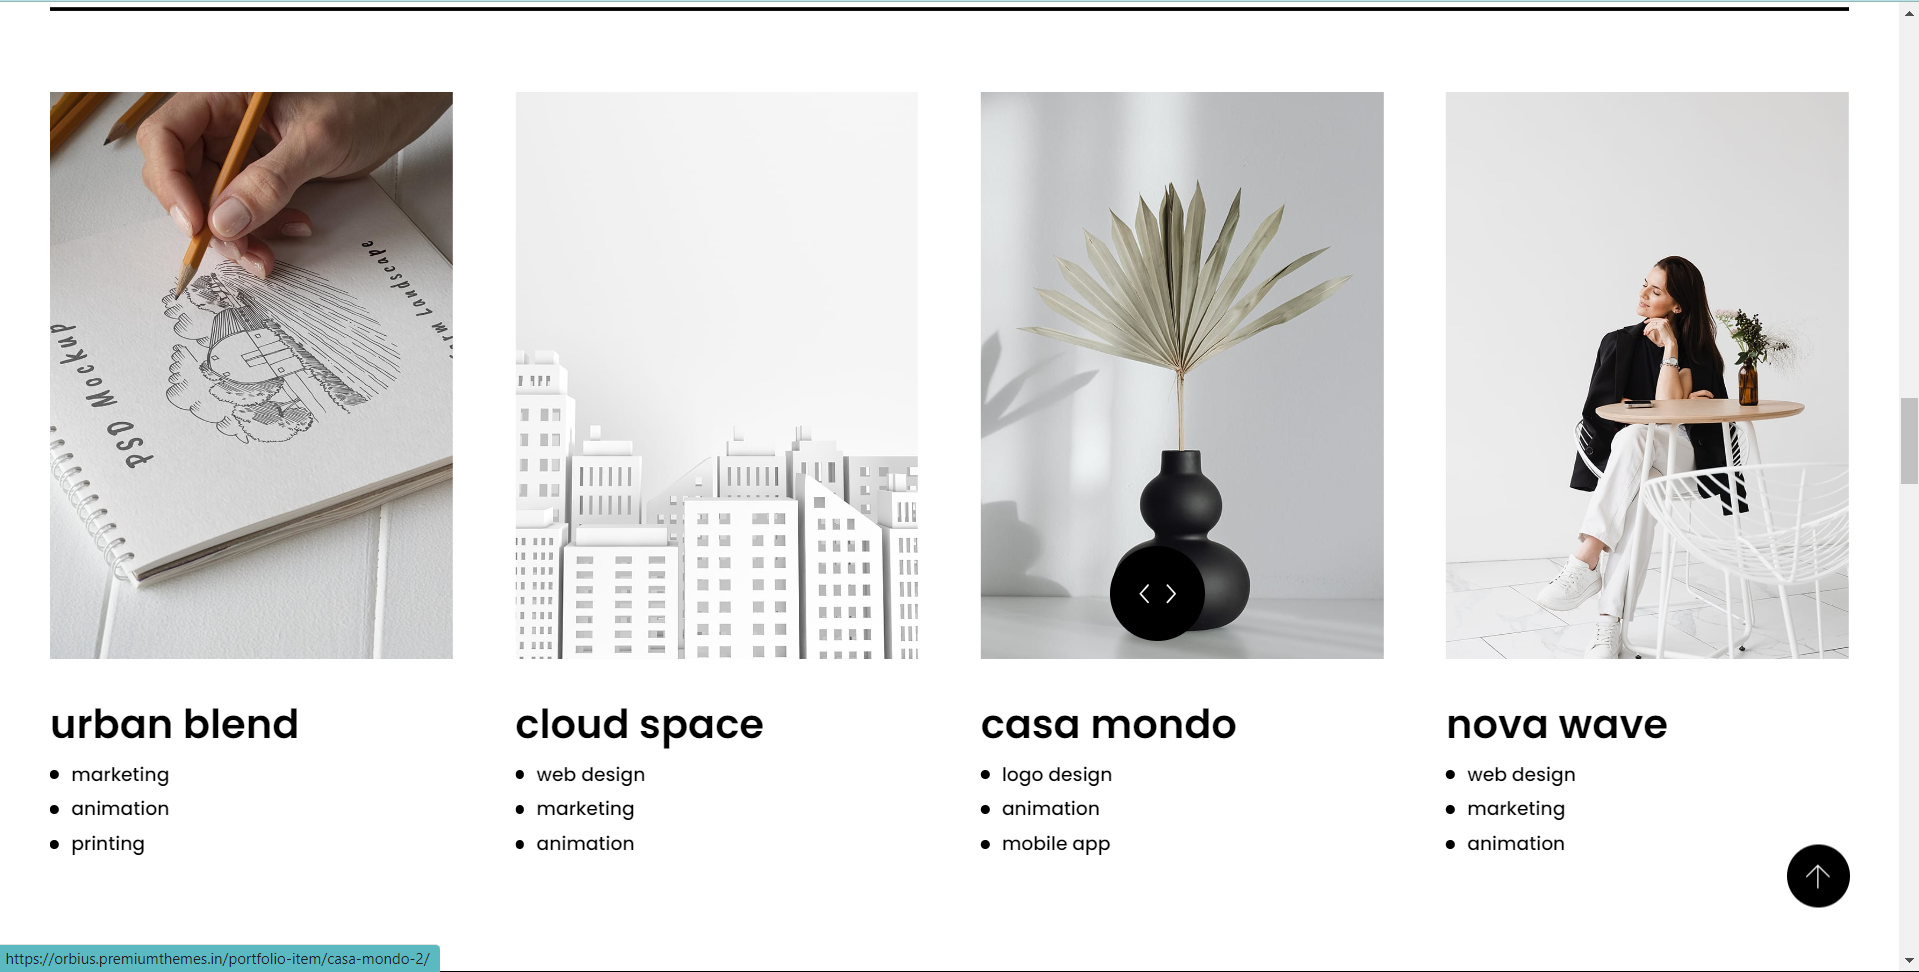 PSD Mockup
Landscape
urban blend
marketing
animation
printing
cloud space
web design
marketing
animation
casa mondo
logo design
animation
mobile app
nova wave
web design
marketing
animation
https://orbius.premiumthemes.in/portfolio-item/casa-mondo-2/